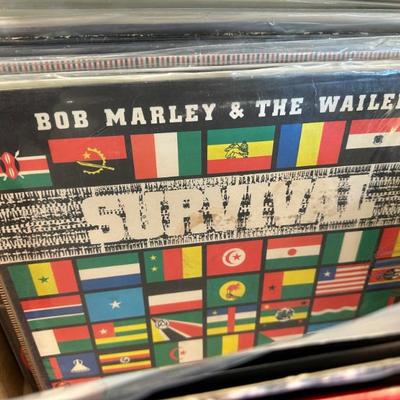 BOB MARLEY & THE WAILE
SURVIVAL